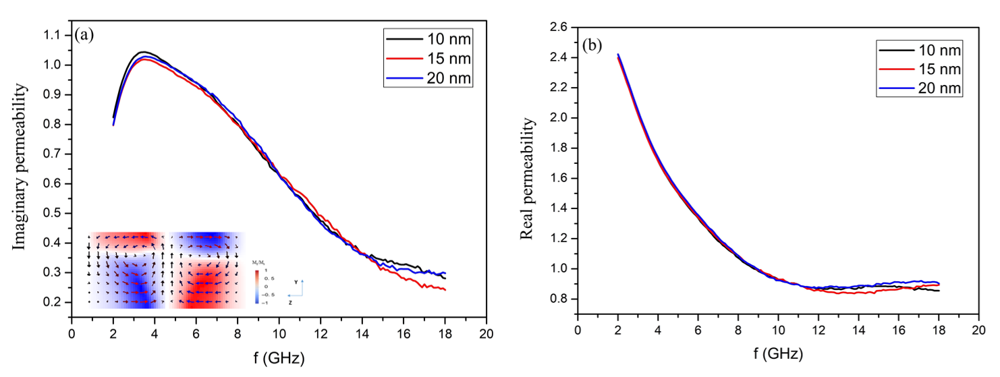 (a)
10 nm
15 nm
20 nm
Imaginary permeability
1.1
1.0
0.9
0.8
0.7
0.6
0.5
0.4
0.3
0.2
1
0.5
0
-0.5
-1
Y
Z
0 2 4 6 8 10 12 14 16 18 20
f (GHz)
(b)
10 nm
15 nm
20 nm
Real permeability
2.6
2.4
2.2
2.0
1.8
1.6
1.4
1.2
1.0
0.8
0 2 4 6 8 10 12 14 16 18 20
f (GHz)